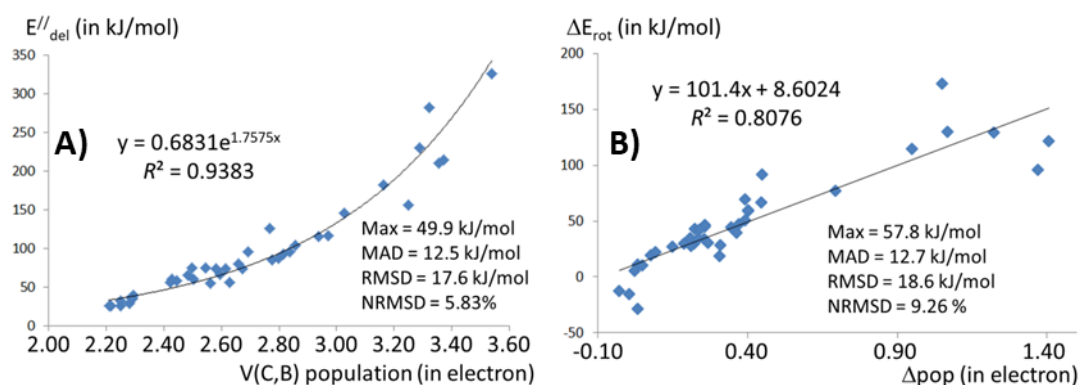 E//del (in kJ/mol)
350
300
250
200
150
100
50
0
2.00 2.20 2.40 2.60 2.80 3.00 3.20 3.40 3.60
V(C,B) population (in electron)
A)
y = 0.6831e^1.7575x
R² = 0.9383
Max = 49.9 kJ/mol
MAD = 12.5 kJ/mol
RMSD = 17.6 kJ/mol
NRMSD = 5.83%
ΔErot (in kJ/mol)
200
150
100
50
0
-50
-0.10 0.40 0.90 1.40
Δpop (in electron)
B)
y = 101.4x + 8.6024
R² = 0.8076
Max = 57.8 kJ/mol
MAD = 12.7 kJ/mol
RMSD = 18.6 kJ/mol
NRMSD = 9.26 %